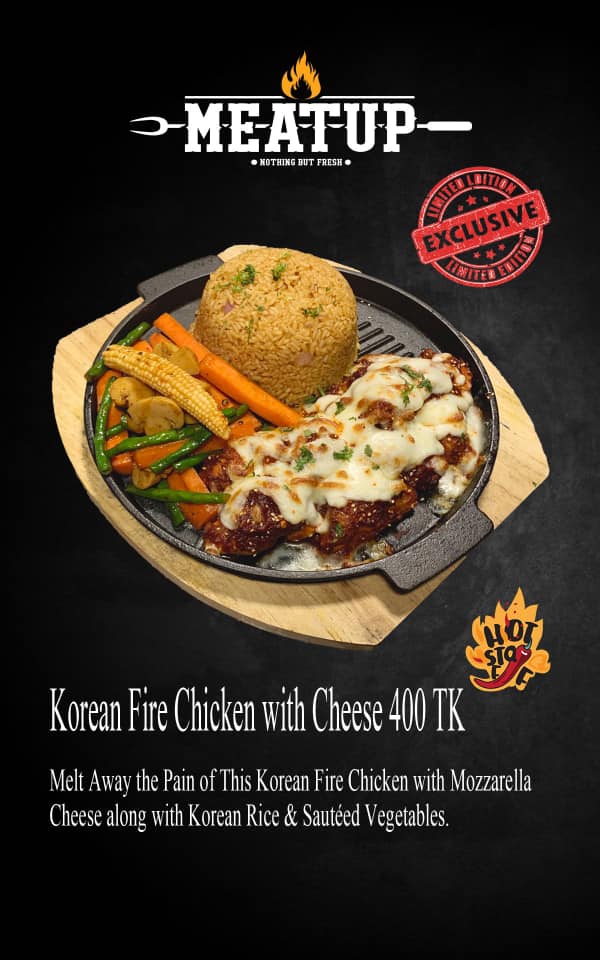 MEATUP
• NOTHING BUT FRESH •
LIMITED EDITION
EXCLUSIVE
LIMITED EDITION
HOT
Korean Fire Chicken with Cheese 400 TK
Melt Away the Pain of This Korean Fire Chicken with Mozzarella
Cheese along with Korean Rice & Sautéed Vegetables.